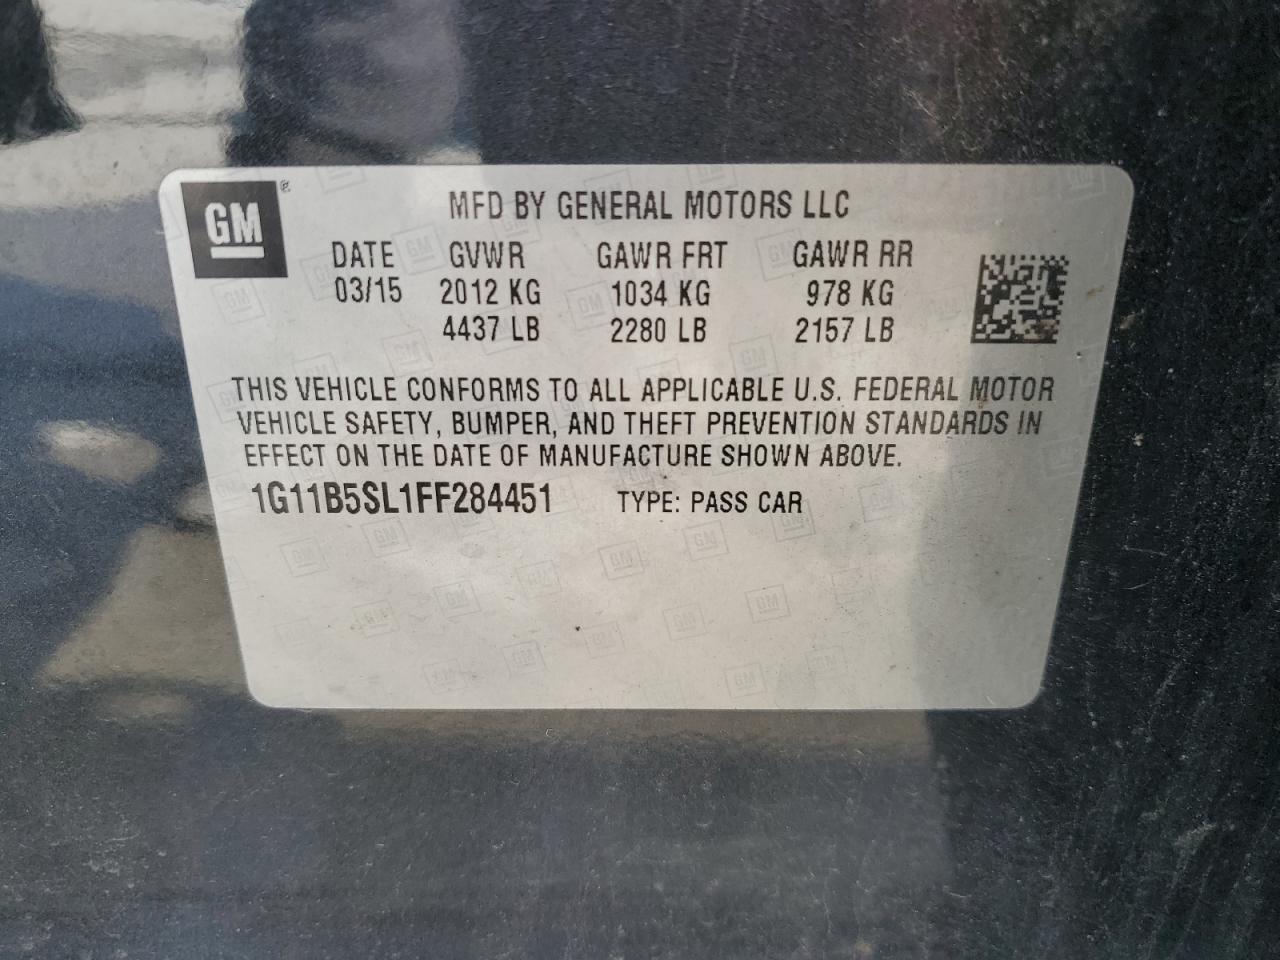 GM
MFD BY GENERAL MOTORS LLC
DATE GVWR GAWR FRT GAWR RR
03/15 2012 KG 1034 KG 978 KG
4437 LB 2280 LB 2157 LB
THIS VEHICLE CONFORMS TO ALL APPLICABLE U.S. FEDERAL MOTOR
VEHICLE SAFETY, BUMPER, AND THEFT PREVENTION STANDARDS IN
EFFECT ON THE DATE OF MANUFACTURE SHOWN ABOVE.
1G11B5SL1FF284451 TYPE: PASS CAR